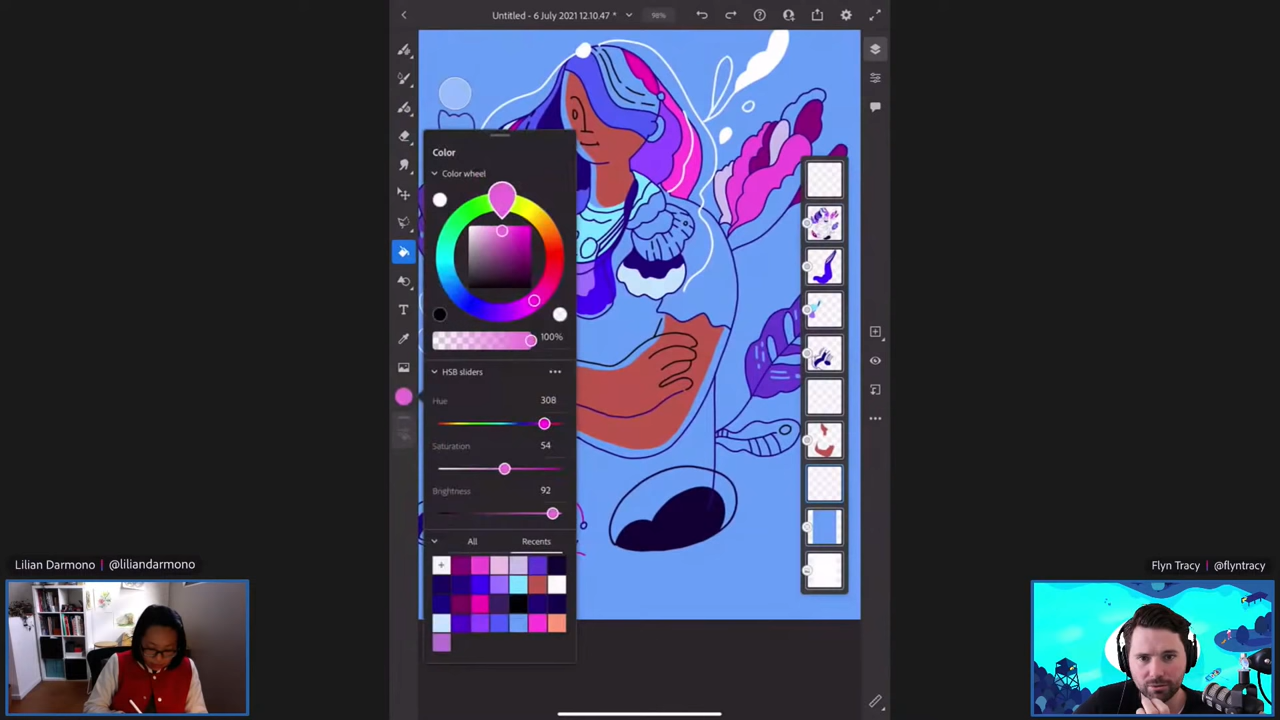 Untitled - 6 July 2021 12.10.47
98%
Color
Color wheel
100%
HSB sliders
Hue 308
Saturation 54
Brightness 92
All Recents
T
Lilian Darmono | @liliandarmono
Flyn Tracy | @flyntracy